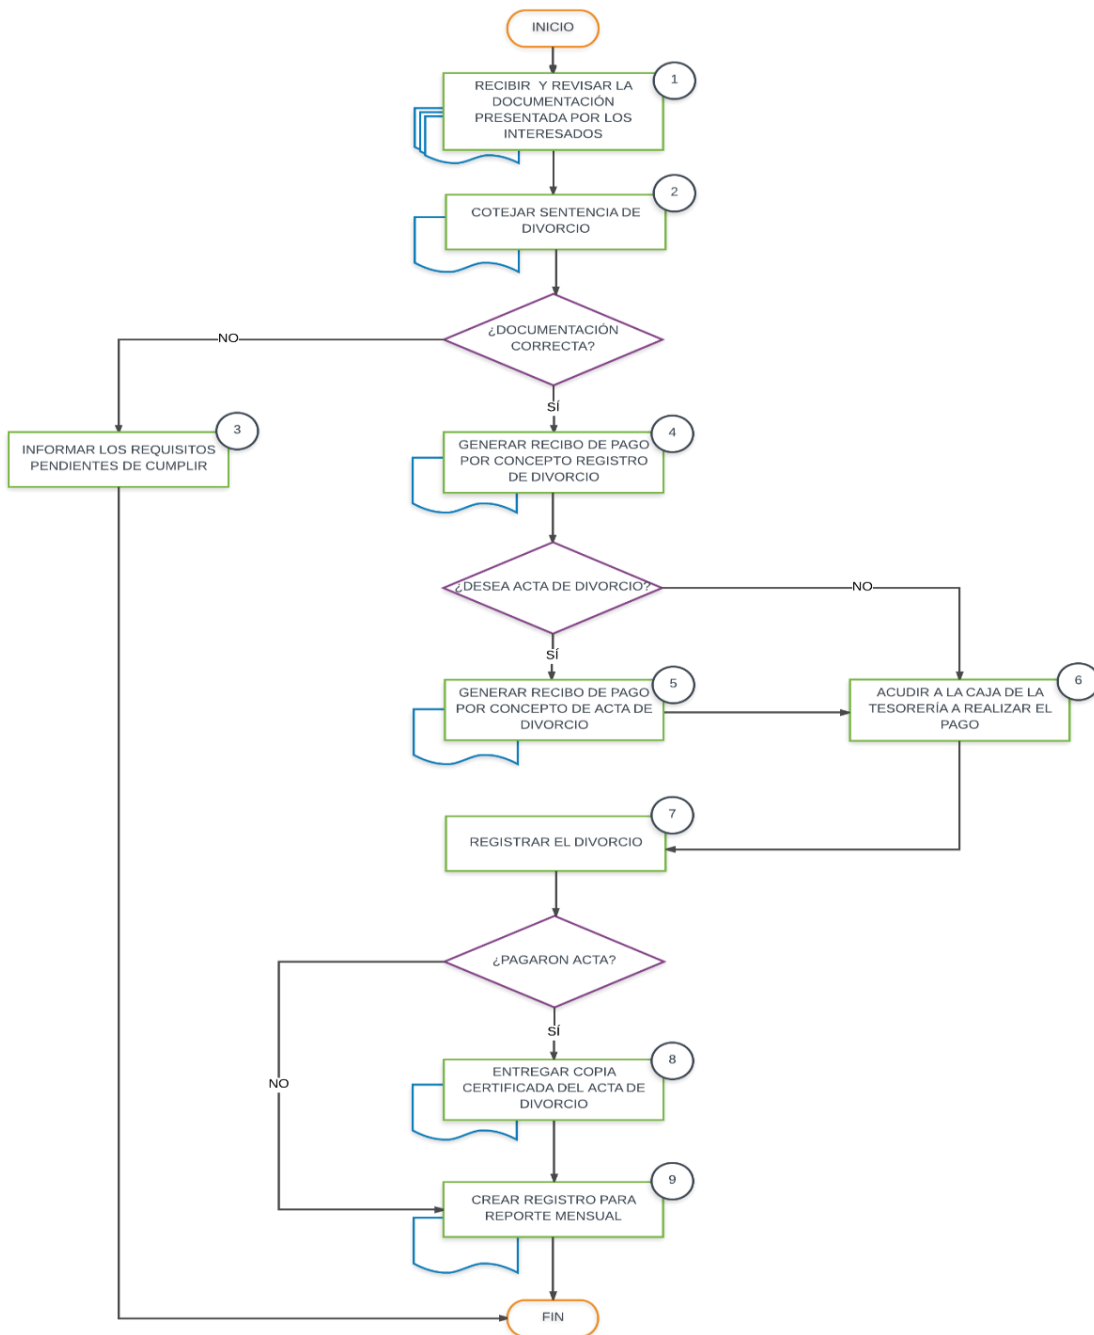 INICIO
1
RECIBIR Y REVISAR LA
DOCUMENTACIÓN
PRESENTADA POR LOS
INTERESADOS
2
COTEJAR SENTENCIA DE
DIVORCIO
¿DOCUMENTACIÓN
CORRECTA?
NO
SÍ
3
INFORMAR LOS REQUISITOS
PENDIENTES DE CUMPLIR
4
GENERAR RECIBO DE PAGO
POR CONCEPTO REGISTRO
DE DIVORCIO
¿DESEA ACTA DE DIVORCIO?
NO
SÍ
5
GENERAR RECIBO DE PAGO
POR CONCEPTO DE ACTA DE
DIVORCIO
6
ACUDIR A LA CAJA DE LA
TESORERÍA A REALIZAR EL
PAGO
7
REGISTRAR EL DIVORCIO
¿PAGARON ACTA?
SÍ
NO
8
ENTREGAR COPIA
CERTIFICADA DEL ACTA DE
DIVORCIO
9
CREAR REGISTRO PARA
REPORTE MENSUAL
FIN